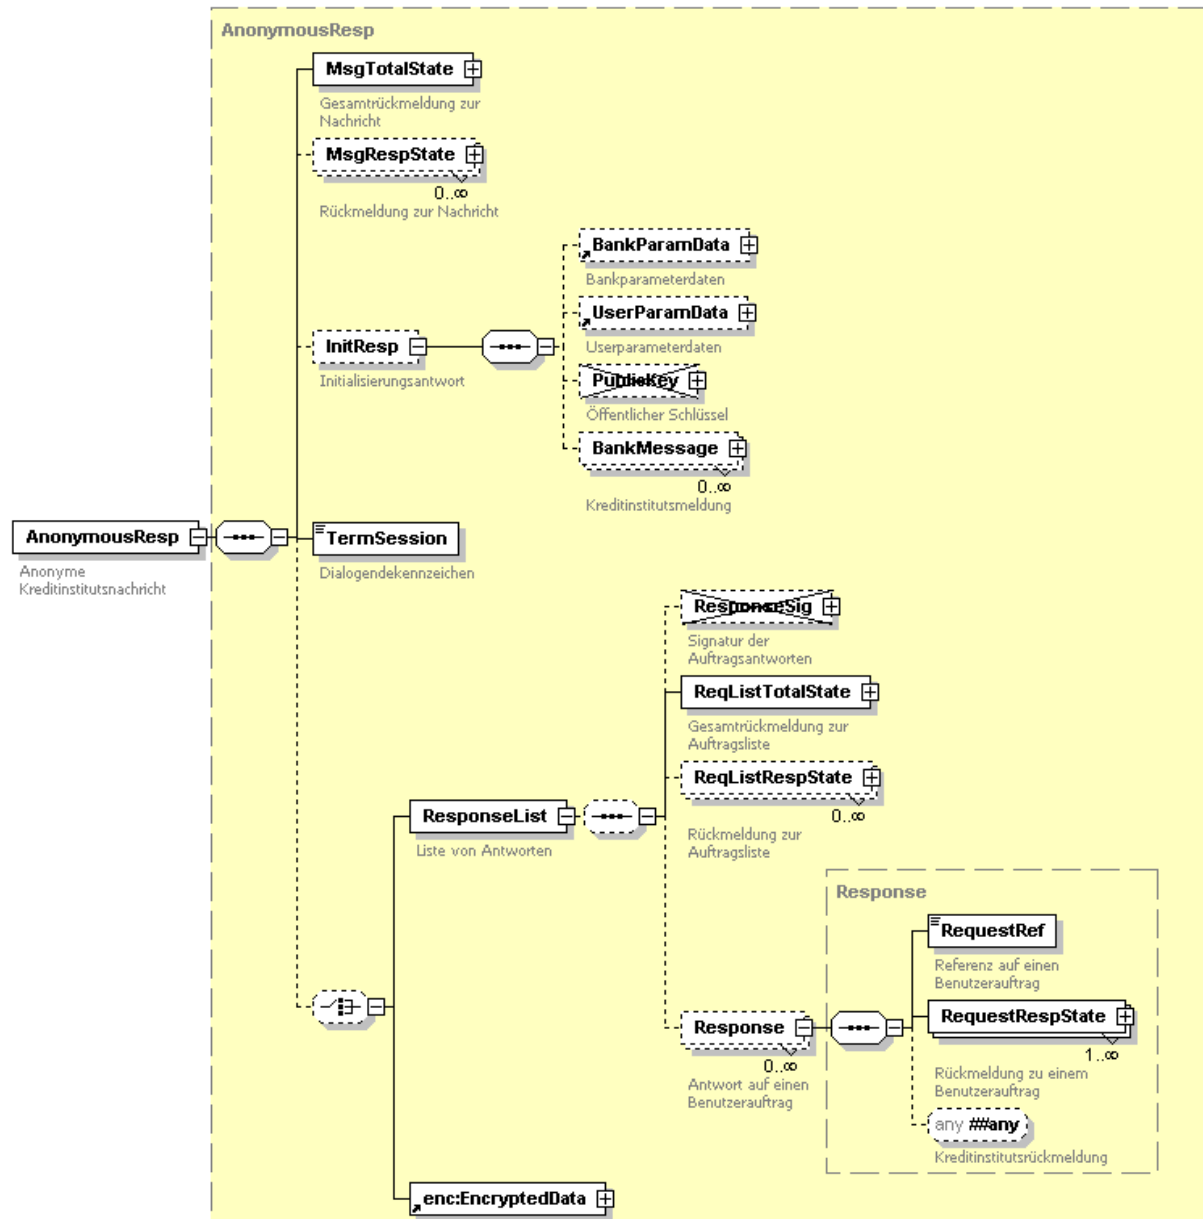 AnonymousResp
MsgTotalState
Gesamtrückmeldung zur
Nachricht
MsgRespState
0..∞
Rückmeldung zur Nachricht
BankParamData
Bankparameterdaten
UserParamData
Userparameterdaten
InitResp
Initialisierungsantwort
PublicKey
Öffentlicher Schlüssel
BankMessage
0..∞
Kreditinstitutsmeldung
AnonymousResp
Anonyme
Kreditinstitutsnachricht
TermSession
Dialogendekennzeichen
ResponseSig
Signatur der
Auftragsantworten
ReqListTotalState
Gesamtrückmeldung zur
Auftragsliste
ReqListRespState
0..∞
Rückmeldung zur
Auftragsliste
ResponseList
Liste von Antworten
Response
RequestRef
Referenz auf einen
Benutzerauftrag
RequestRespState
1..∞
Rückmeldung zu einem
Benutzerauftrag
Response
0..∞
Antwort auf einen
Benutzerauftrag
any ##any
Kreditinstitutsrückmeldung
enc:EncryptedData